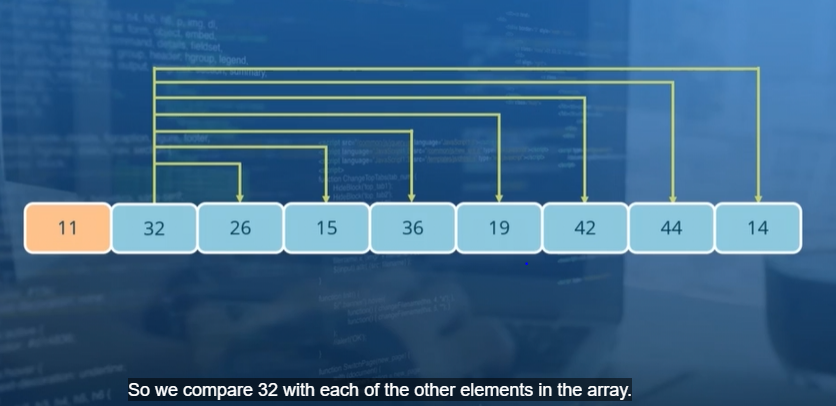 11 32 26 15 36 19 42 44 14
So we compare 32 with each of the other elements in the array.